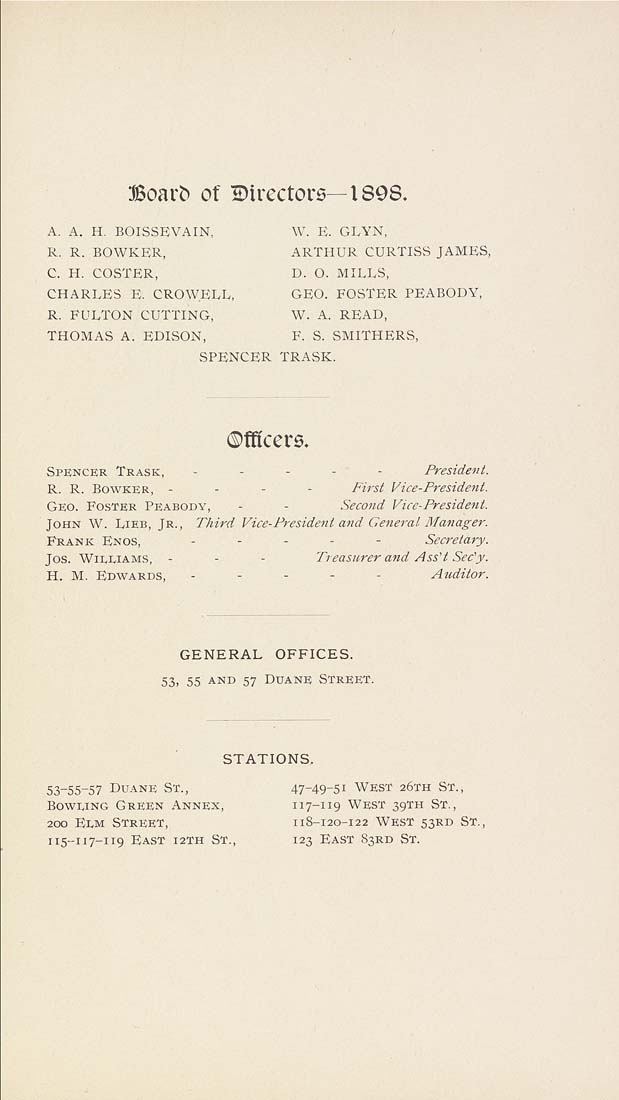 Board of Directors—1898.
A. A. H. BOISSEVAIN, W. E. GLYN,
R. R. BOWKER, ARTHUR CURTISS JAMES,
C. H. COSTER, D. O. MILLS,
CHARLES E. CROWELL, GEO. FOSTER PEABODY,
R. FULTON CUTTING, W. A. READ,
THOMAS A. EDISON, F. S. SMITHERS,
SPENCER TRASK.
Officers.
SPENCER TRASK, - - - - - President.
R. R. BOWKER, - - - - First Vice-President.
GEO. FOSTER PEABODY, - - Second Vice-President.
JOHN W. LIEB, JR., Third Vice-President and General Manager.
FRANK ENOS, - - - - - Secretary.
JOS. WILLIAMS, - - - Treasurer and Ass't Sec'y.
H. M. EDWARDS, - - - - - Auditor.
GENERAL OFFICES.
53, 55 AND 57 DUANE STREET.
STATIONS.
53-55-57 DUANE ST., 47-49-51 WEST 26TH ST.,
BOWLING GREEN ANNEX, 117-119 WEST 39TH ST.,
200 ELM STREET, 118-120-122 WEST 53RD ST.,
115-117-119 EAST 12TH ST., 123 EAST 83RD ST.